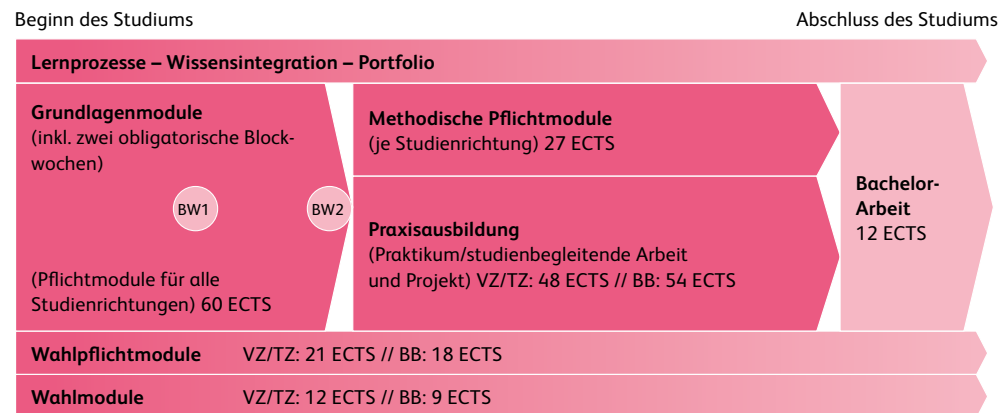 Beginn des Studiums
Abschluss des Studiums
Lernprozesse – Wissensintegration – Portfolio
Grundlagenmodule
(inkl. zwei obligatorische Block-
wochen)
BW1
BW2
(Pflichtmodule für alle
Studienrichtungen) 60 ECTS
Methodische Pflichtmodule
(je Studienrichtung) 27 ECTS
Praxisausbildung
(Praktikum/studienbegleitende Arbeit
und Projekt) VZ/TZ: 48 ECTS // BB: 54 ECTS
Bachelor-
Arbeit
12 ECTS
Wahlpflichtmodule VZ/TZ: 21 ECTS // BB: 18 ECTS
Wahlmodule VZ/TZ: 12 ECTS // BB: 9 ECTS